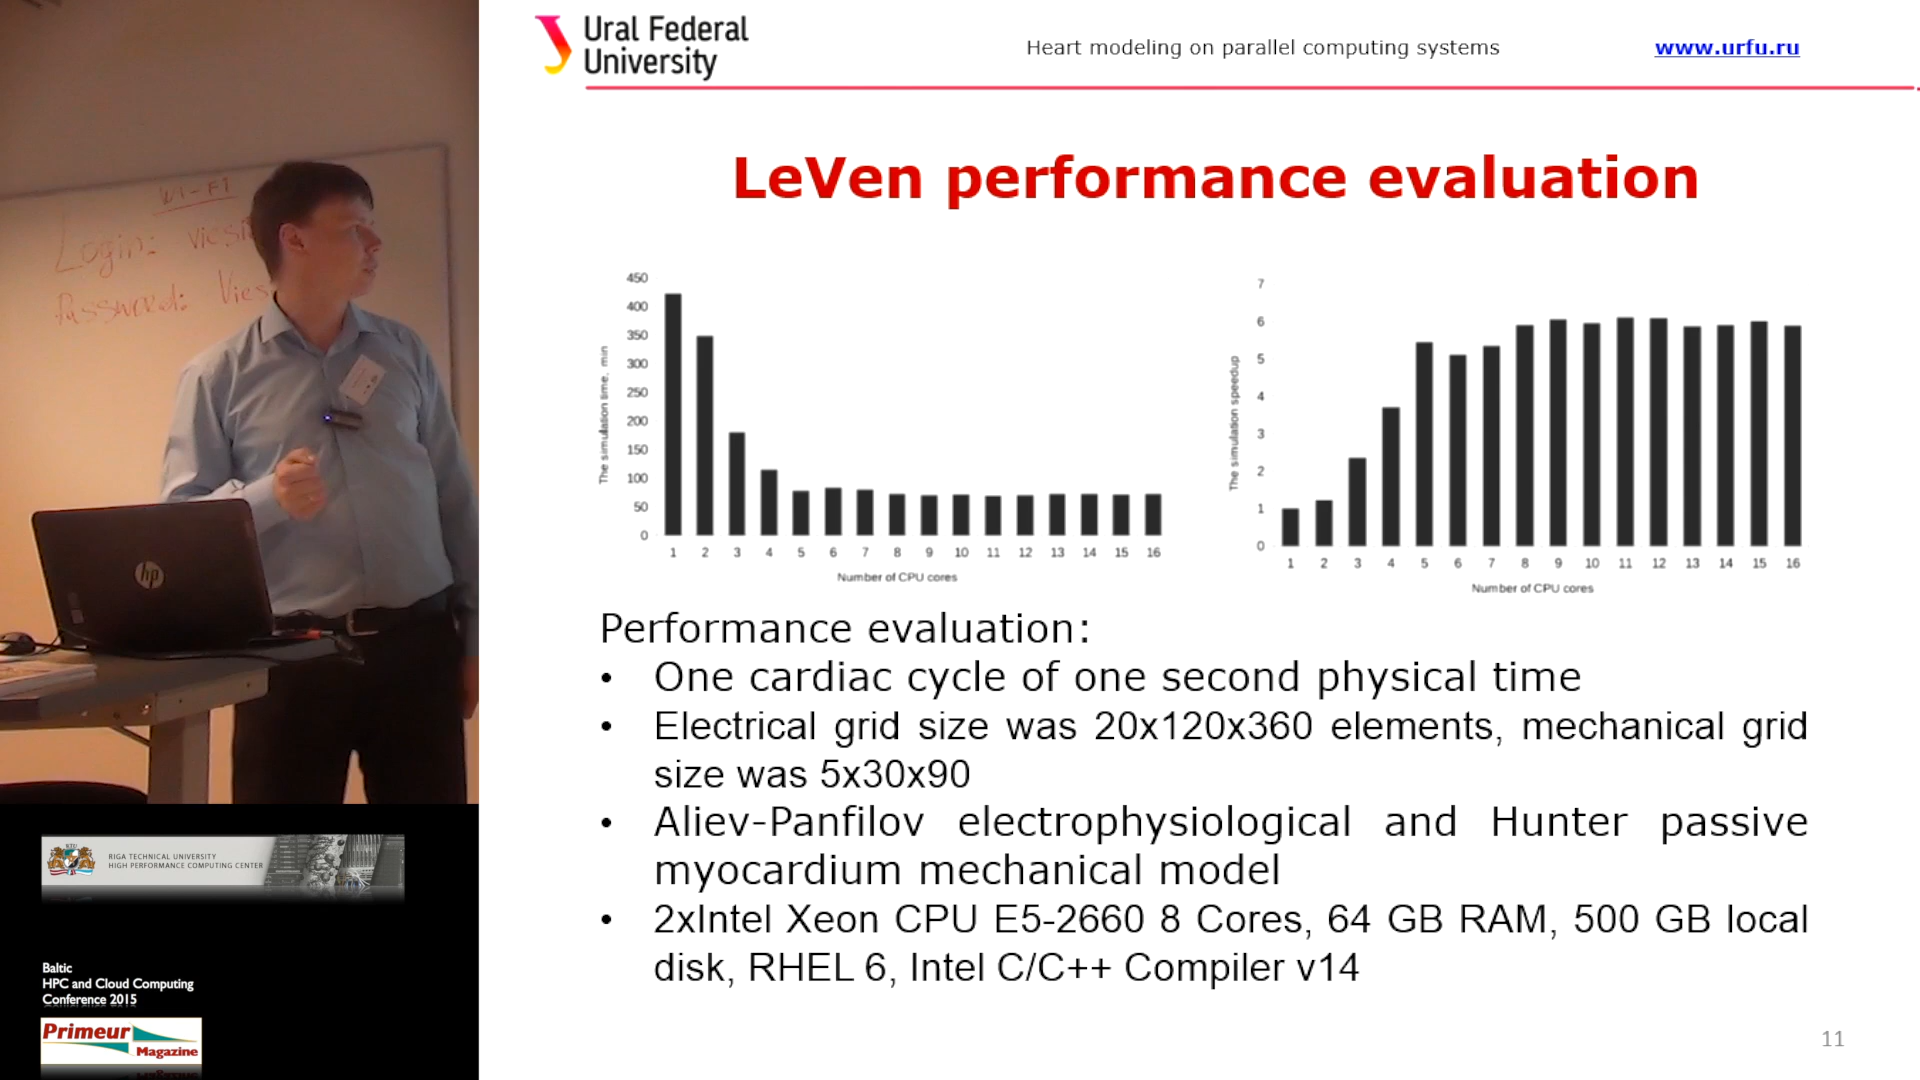 Ural Federal
University
Heart modeling on parallel computing systems
www.urfu.ru
LeVen performance evaluation
The simulation time, min
450
400
350
300
250
200
150
100
50
0
1 2 3 4 5 6 7 8 9 10 11 12 13 14 15 16
Number of CPU cores
The simulation speedup
7
6
5
4
3
2
1
0
1 2 3 4 5 6 7 8 9 10 11 12 13 14 15 16
Number of CPU cores
Performance evaluation:
• One cardiac cycle of one second physical time
• Electrical grid size was 20x120x360 elements, mechanical grid
size was 5x30x90
• Aliev-Panfilov electrophysiological and Hunter passive
myocardium mechanical model
• 2xIntel Xeon CPU E5-2660 8 Cores, 64 GB RAM, 500 GB local
disk, RHEL 6, Intel C/C++ Compiler v14
11
WI-FI
Login:
Password:
hp
RIGA TECHNICAL UNIVERSITY
HIGH PERFORMANCE COMPUTING CENTER
Baltic
HPC and Cloud Computing
Conference 2015
Primeur
Magazine